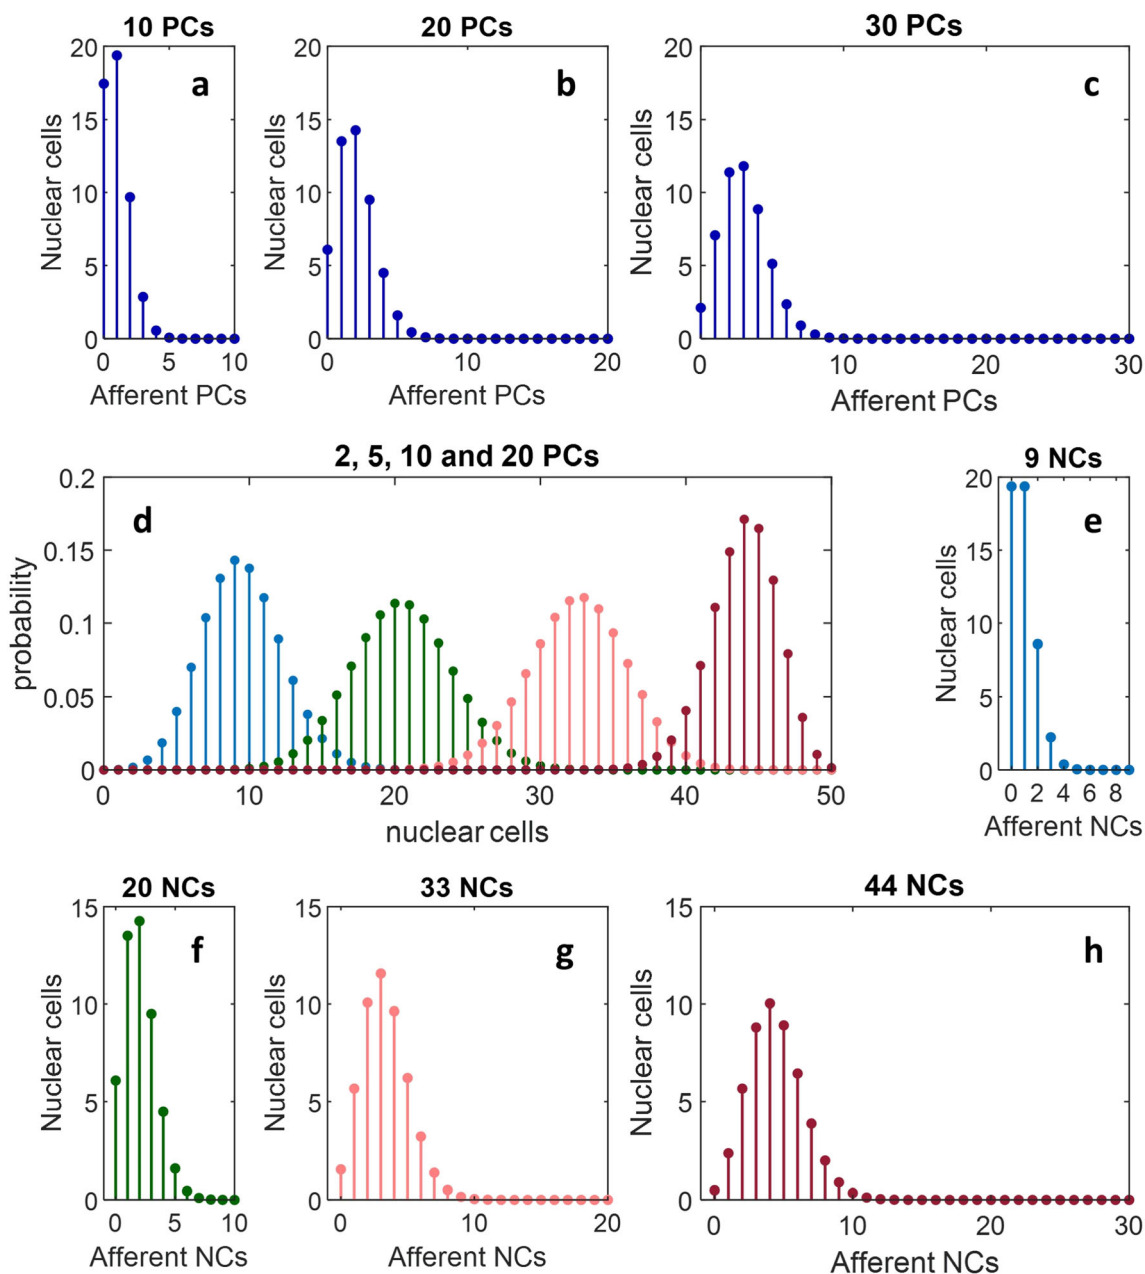 10 PCs
20 PCs
30 PCs
a
b
c
20
15
10
5
0
Nuclear cells
0 5 10
Afferent PCs
20
15
10
5
0
Nuclear cells
0 10 20
Afferent PCs
20
15
10
5
0
Nuclear cells
0 10 20 30
Afferent PCs
2, 5, 10 and 20 PCs
d
0.2
0.15
0.1
0.05
0
probability
0 10 20 30 40 50
nuclear cells
9 NCs
e
20
15
10
5
0
Nuclear cells
0 2 4 6 8
Afferent NCs
20 NCs
f
15
10
5
0
Nuclear cells
0 5 10
Afferent NCs
33 NCs
g
15
10
5
0
Nuclear cells
0 10 20
Afferent NCs
44 NCs
h
15
10
5
0
Nuclear cells
0 10 20 30
Afferent NCs